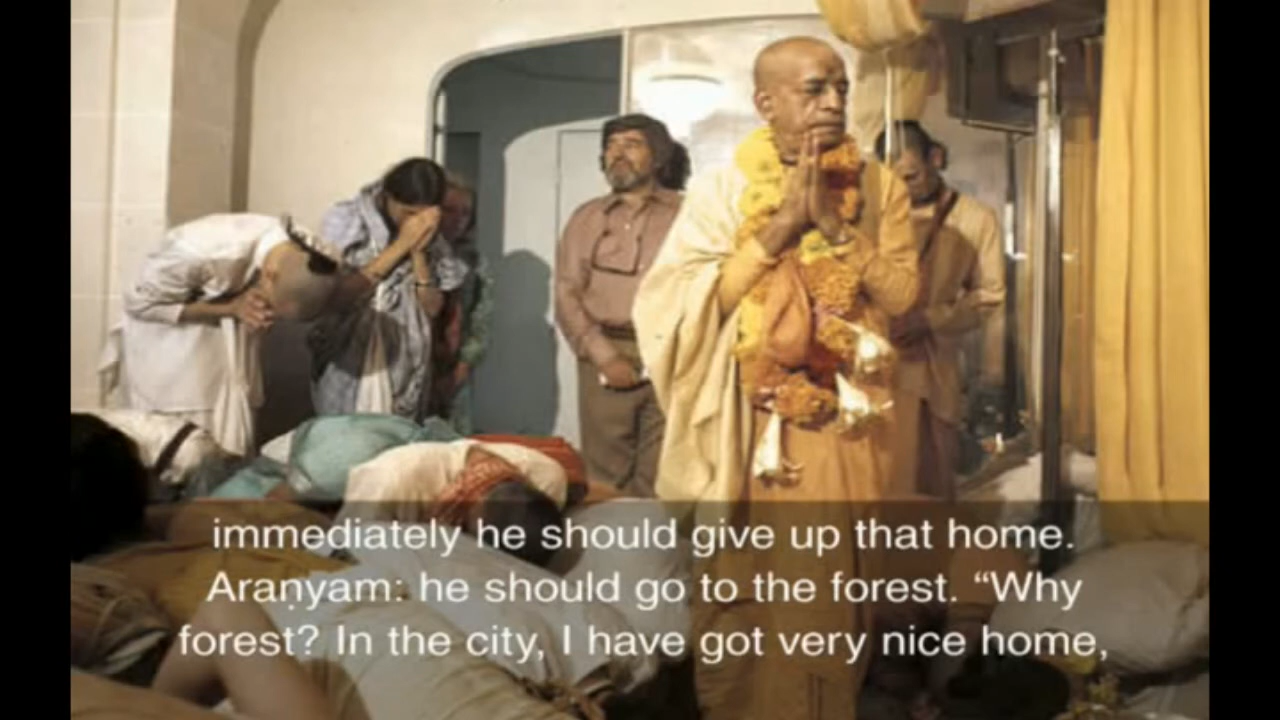 immediately he should give up that home.
Araṇyam: he should go to the forest. “Why
forest? In the city, I have got very nice home,